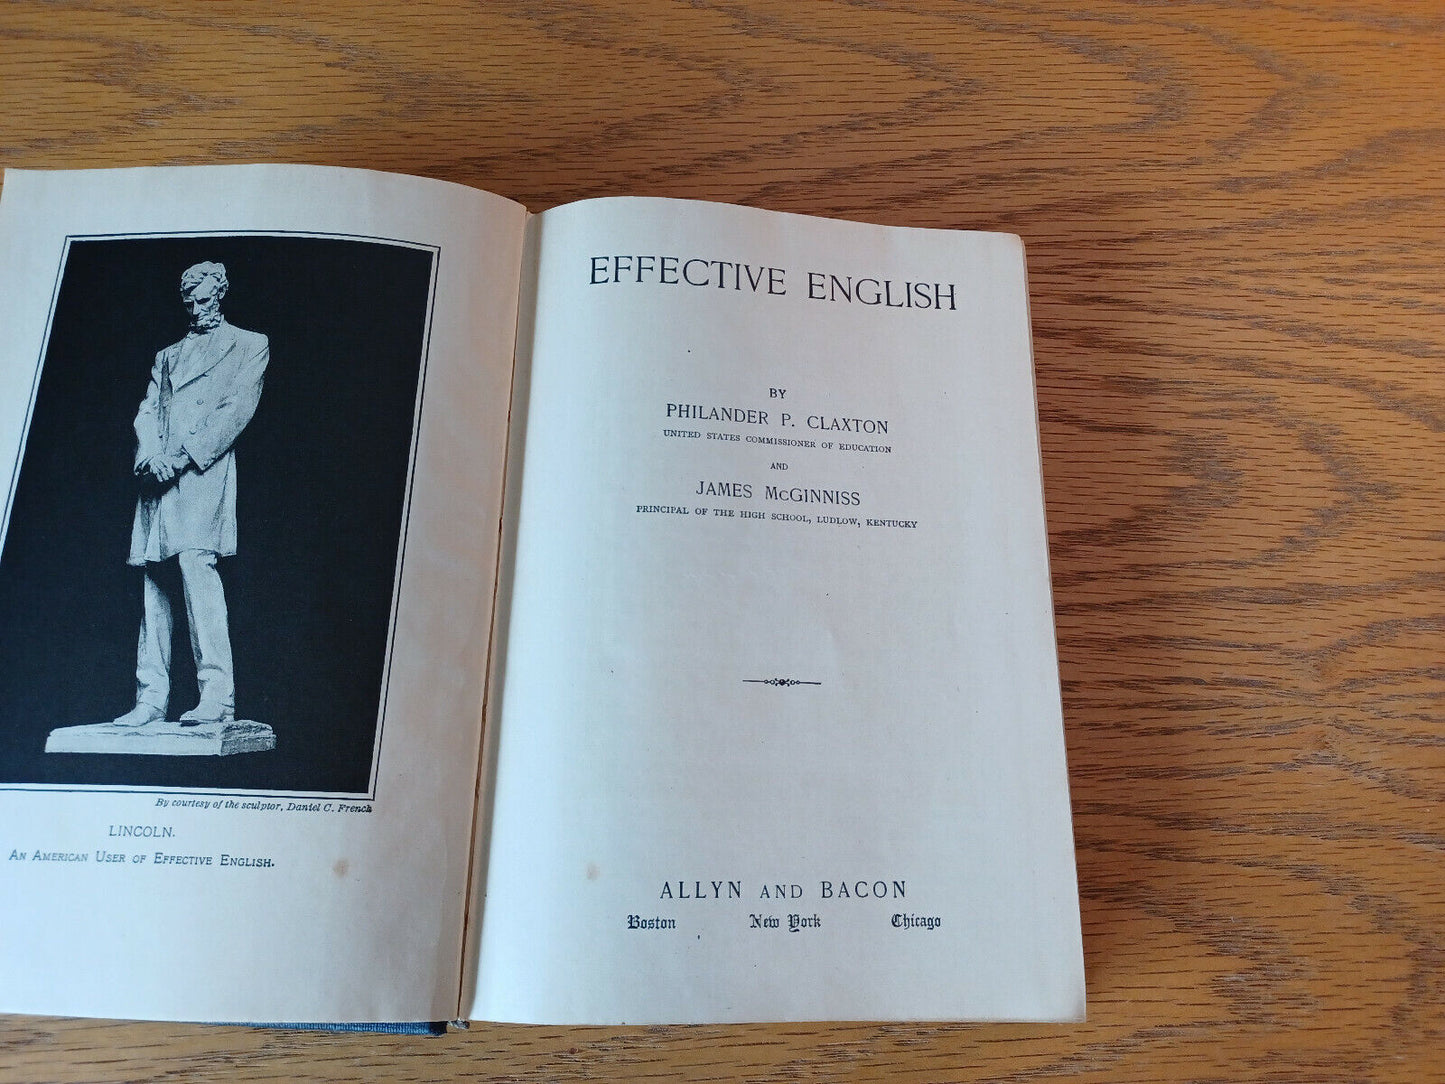 By courtesy of the sculptor, Daniel C. French
LINCOLN.
AN AMERICAN USER OF EFFECTIVE ENGLISH.
EFFECTIVE ENGLISH
BY
PHILANDER P. CLAXTON
UNITED STATES COMMISSIONER OF EDUCATION
AND
JAMES McGINNISS
PRINCIPAL OF THE HIGH SCHOOL, LUDLOW, KENTUCKY
ALLYN AND BACON
Boston New York Chicago